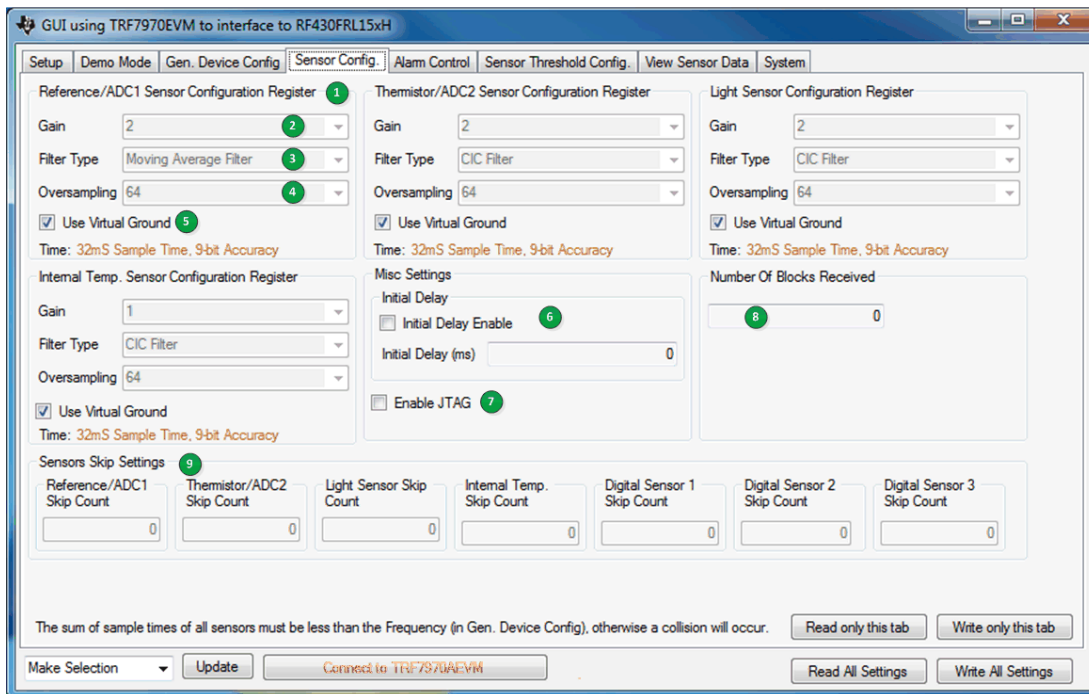 GUI using TRF7970EVM to interface to RF430FRL15xH
Setup Demo Mode Gen. Device Config Sensor Config. Alarm Control Sensor Threshold Config. View Sensor Data System
Reference/ADC1 Sensor Configuration Register 1
Gain 2 2
Filter Type Moving Average Filter 3
Oversampling 64 4
Use Virtual Ground 5
Time: 32mS Sample Time, 9-bit Accuracy
Thermistor/ADC2 Sensor Configuration Register
Gain 2
Filter Type CIC Filter
Oversampling 64
Use Virtual Ground
Time: 32mS Sample Time, 9-bit Accuracy
Light Sensor Configuration Register
Gain 2
Filter Type CIC Filter
Oversampling 64
Use Virtual Ground
Time: 32mS Sample Time, 9-bit Accuracy
Internal Temp. Sensor Configuration Register
Gain 1
Filter Type CIC Filter
Oversampling 64
Use Virtual Ground
Time: 32mS Sample Time, 9-bit Accuracy
Misc Settings
Initial Delay
Initial Delay Enable 6
Initial Delay (ms) 0
Enable JTAG 7
Number Of Blocks Received
8 0
Sensors Skip Settings 9
Reference/ADC1
Skip Count
0
Thermistor/ADC2
Skip Count
0
Light Sensor Skip
Count
0
Internal Temp.
Skip Count
0
Digital Sensor 1
Skip Count
0
Digital Sensor 2
Skip Count
0
Digital Sensor 3
Skip Count
0
The sum of sample times of all sensors must be less than the Frequency (in Gen. Device Config), otherwise a collision will occur.
Read only this tab Write only this tab
Make Selection Update Connect to TRF7970AEVM Read All Settings Write All Settings